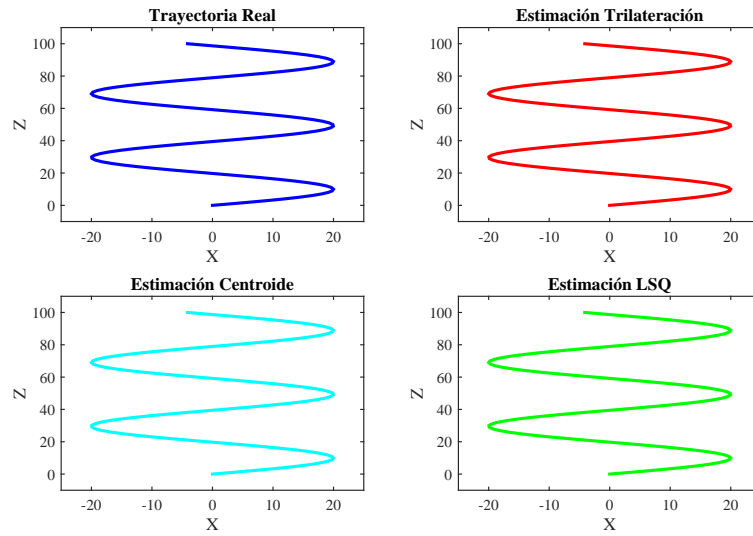 Trayectoria Real
100
80
60
40
20
0
Z
-20 -10 0 10 20
X
Estimación Trilateración
100
80
60
40
20
0
Z
-20 -10 0 10 20
X
Estimación Centroide
100
80
60
40
20
0
Z
-20 -10 0 10 20
X
Estimación LSQ
100
80
60
40
20
0
Z
-20 -10 0 10 20
X